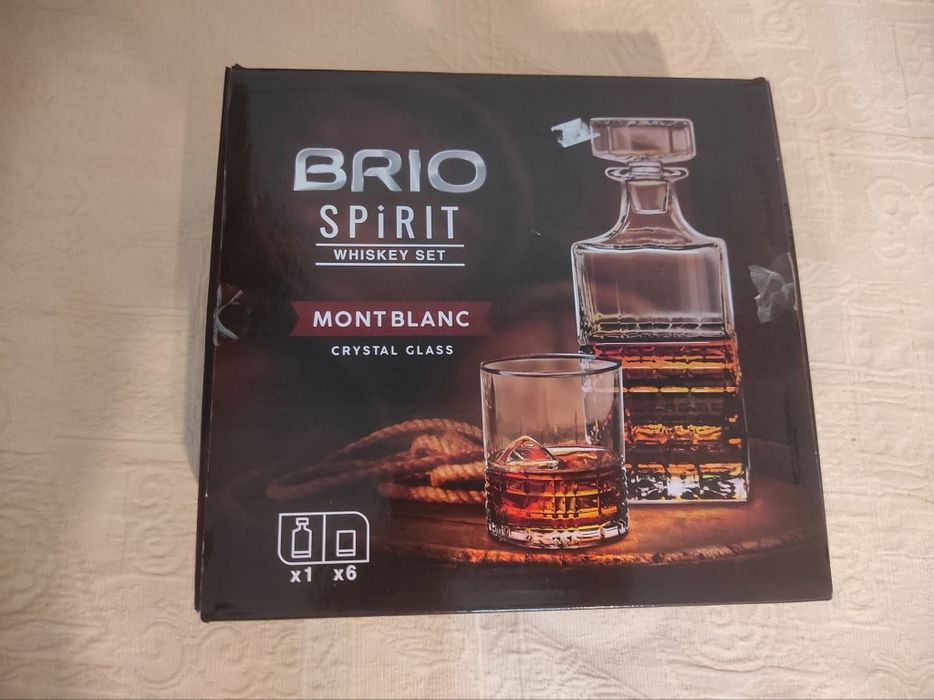 BRIO
SPiRIT
WHISKEY SET
MONTBLANC
CRYSTAL GLASS
x1 x6